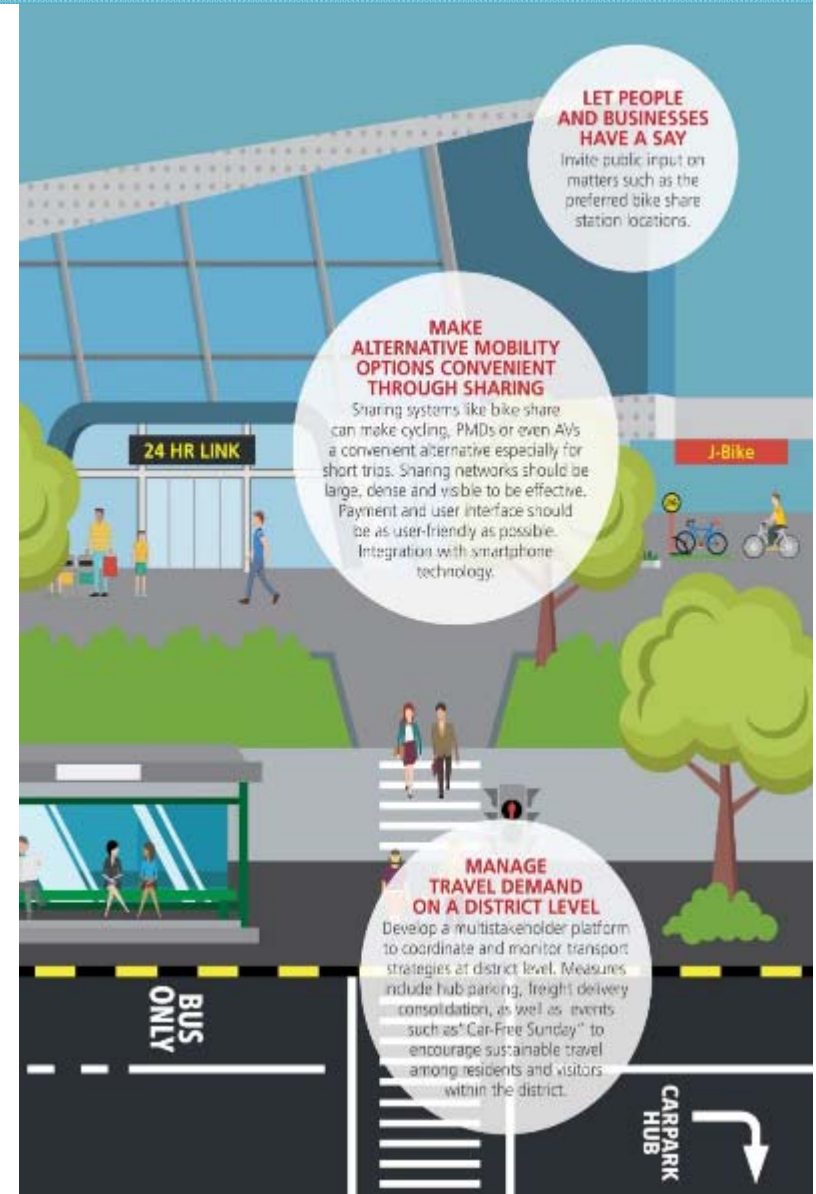 LET PEOPLE
AND BUSINESSES
HAVE A SAY
Invite public input on
matters such as the
preferred bike share
station locations.
MAKE
ALTERNATIVE MOBILITY
OPTIONS CONVENIENT
THROUGH SHARING
Sharing systems like bike share
can make cycling, PMDs or even AVs
a convenient alternative especially for
short trips. Sharing networks should be
large, dense and visible to be effective.
Payment and user interface should
be as user-friendly as possible.
Integration with smartphone
technology.
24 HR LINK
J-Bike
MANAGE
TRAVEL DEMAND
ON A DISTRICT LEVEL
Develop a multistakeholder platform
to coordinate and monitor transport
strategies at district level. Measures
include hub parking, freight delivery
consolidation, as well as events
such as "Car-Free Sunday" to
encourage sustainable travel
among residents and visitors
within the district.
BUS
ONLY
CARPARK
HUB